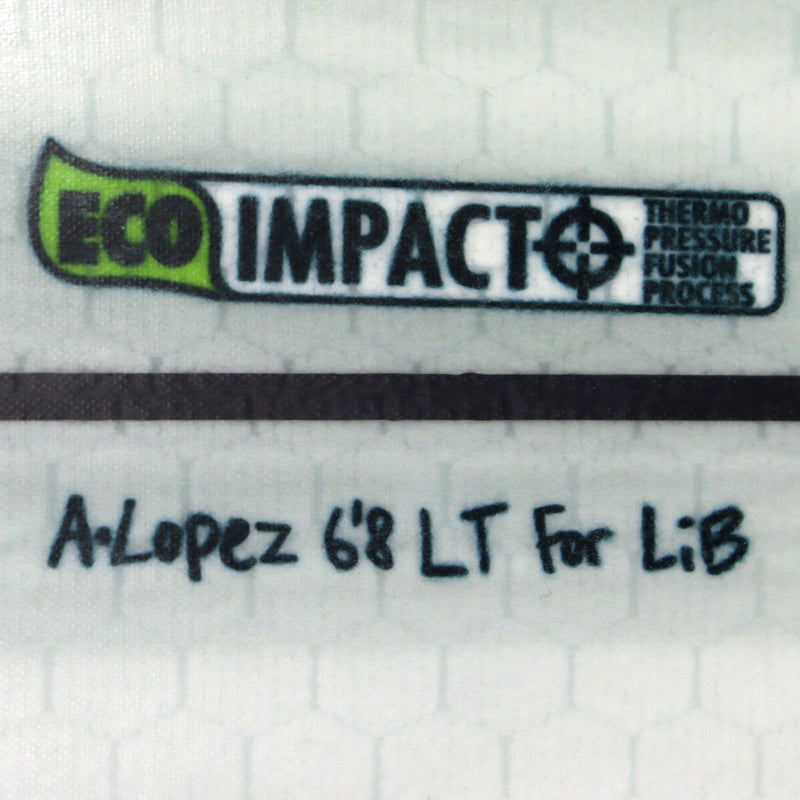 ECO IMPACT
THERMO
PRESSURE
FUSION
PROCESS
A.Lopez 6'8 LT For LiB